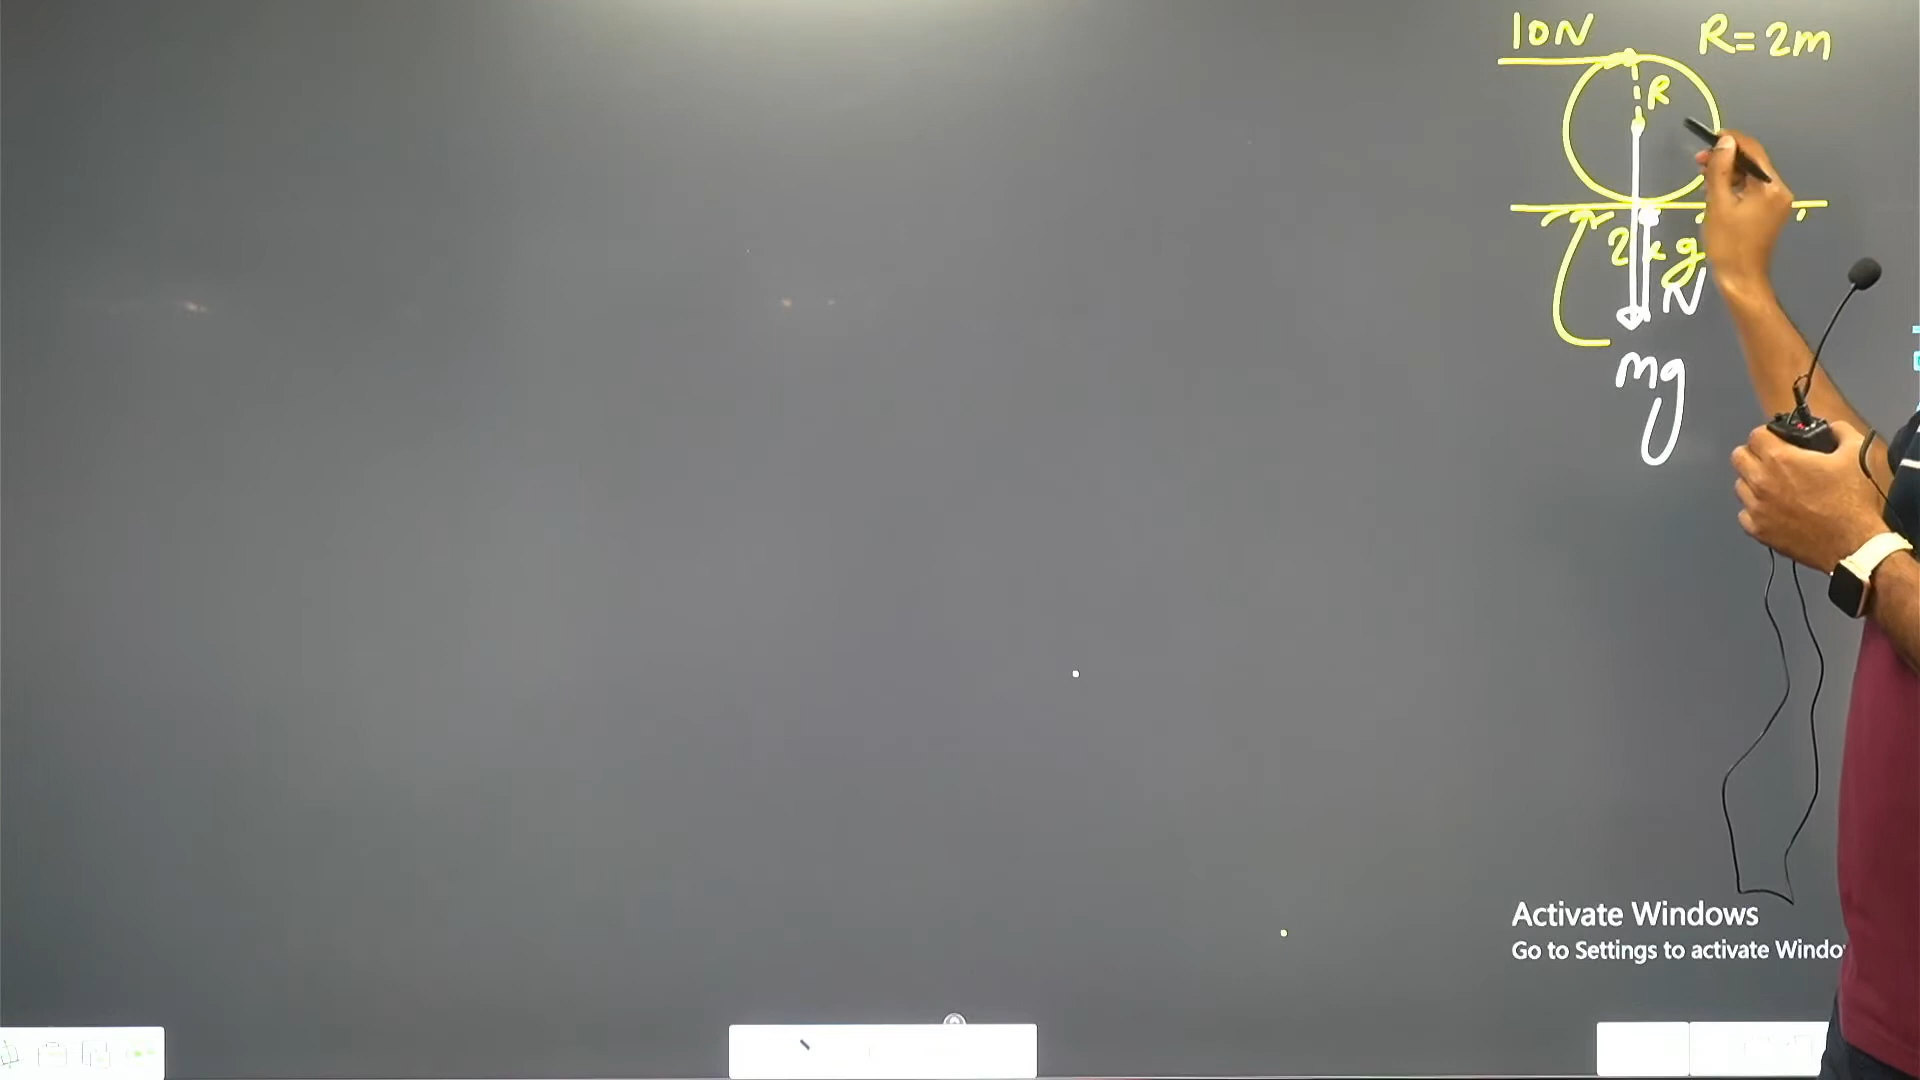 10N
R=2m
R
2kg
N
mg
Activate Windows
Go to Settings to activate Windo